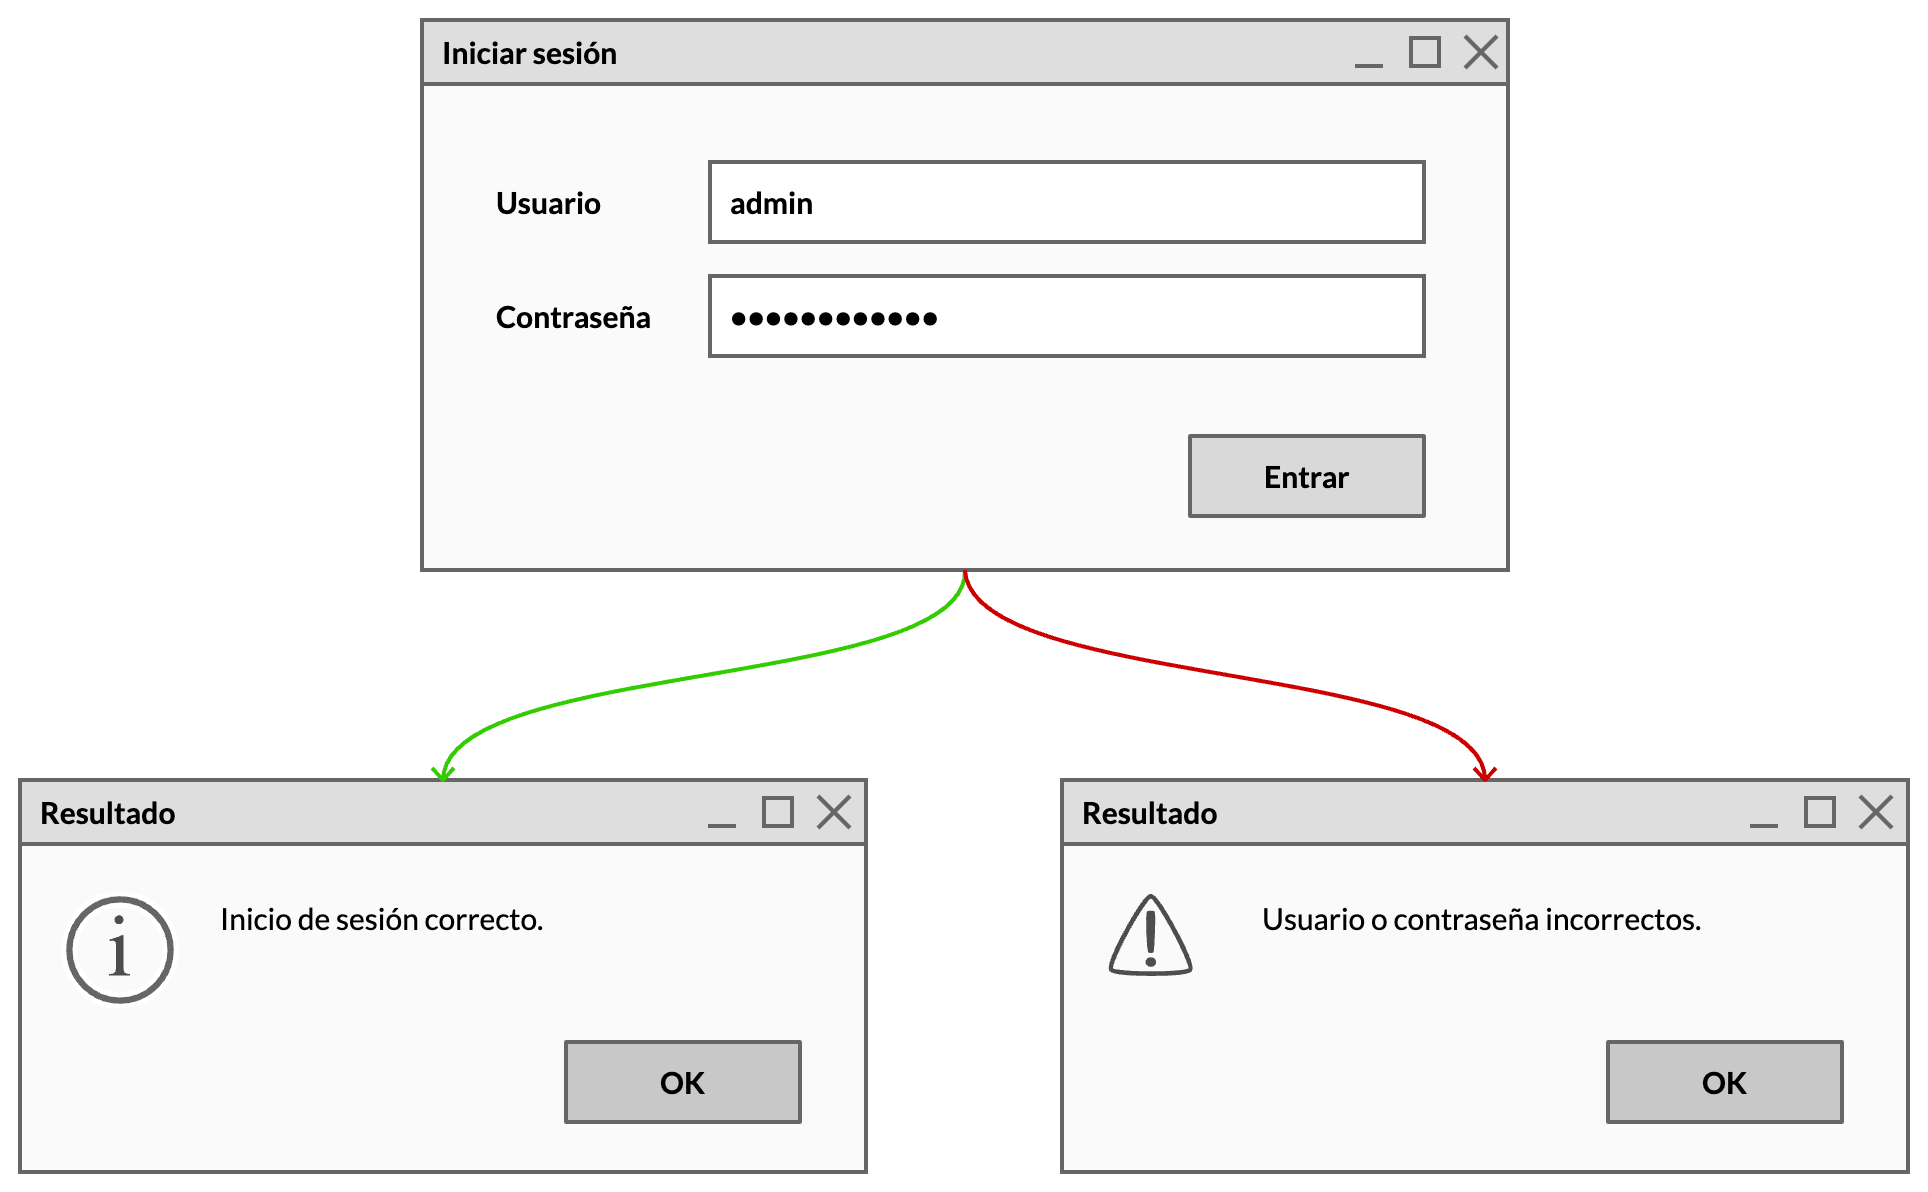 Iniciar sesión
Usuario
admin
Contraseña
••••••••••••
Entrar
Resultado
Inicio de sesión correcto.
OK
Resultado
Usuario o contraseña incorrectos.
OK